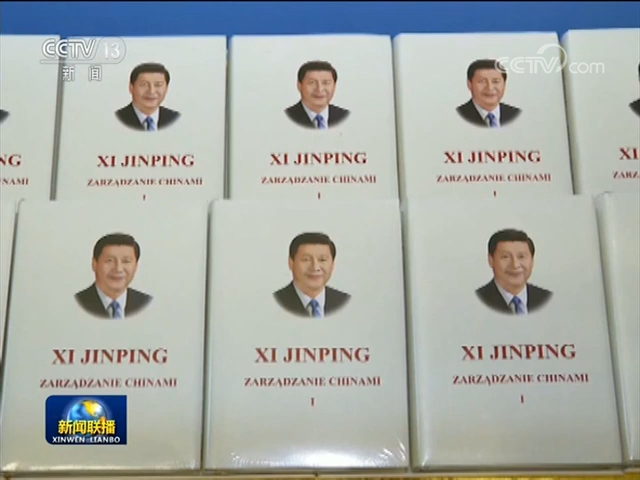 CCTV 13
新闻
CCTV.com
XI JINPING
ZARZĄDZANIE CHINAMI
I
XI JINPING
ZARZĄDZANIE CHINAMI
I
XI JINPING
ZARZĄDZANIE CHINAMI
I
XI JINPING
ZARZĄDZANIE CHINAMI
I
XI JINPING
ZARZĄDZANIE CHINAMI
I
XI JINPING
ZARZĄDZANIE CHINAMI
I
新闻联播
XINWEN LIANBO